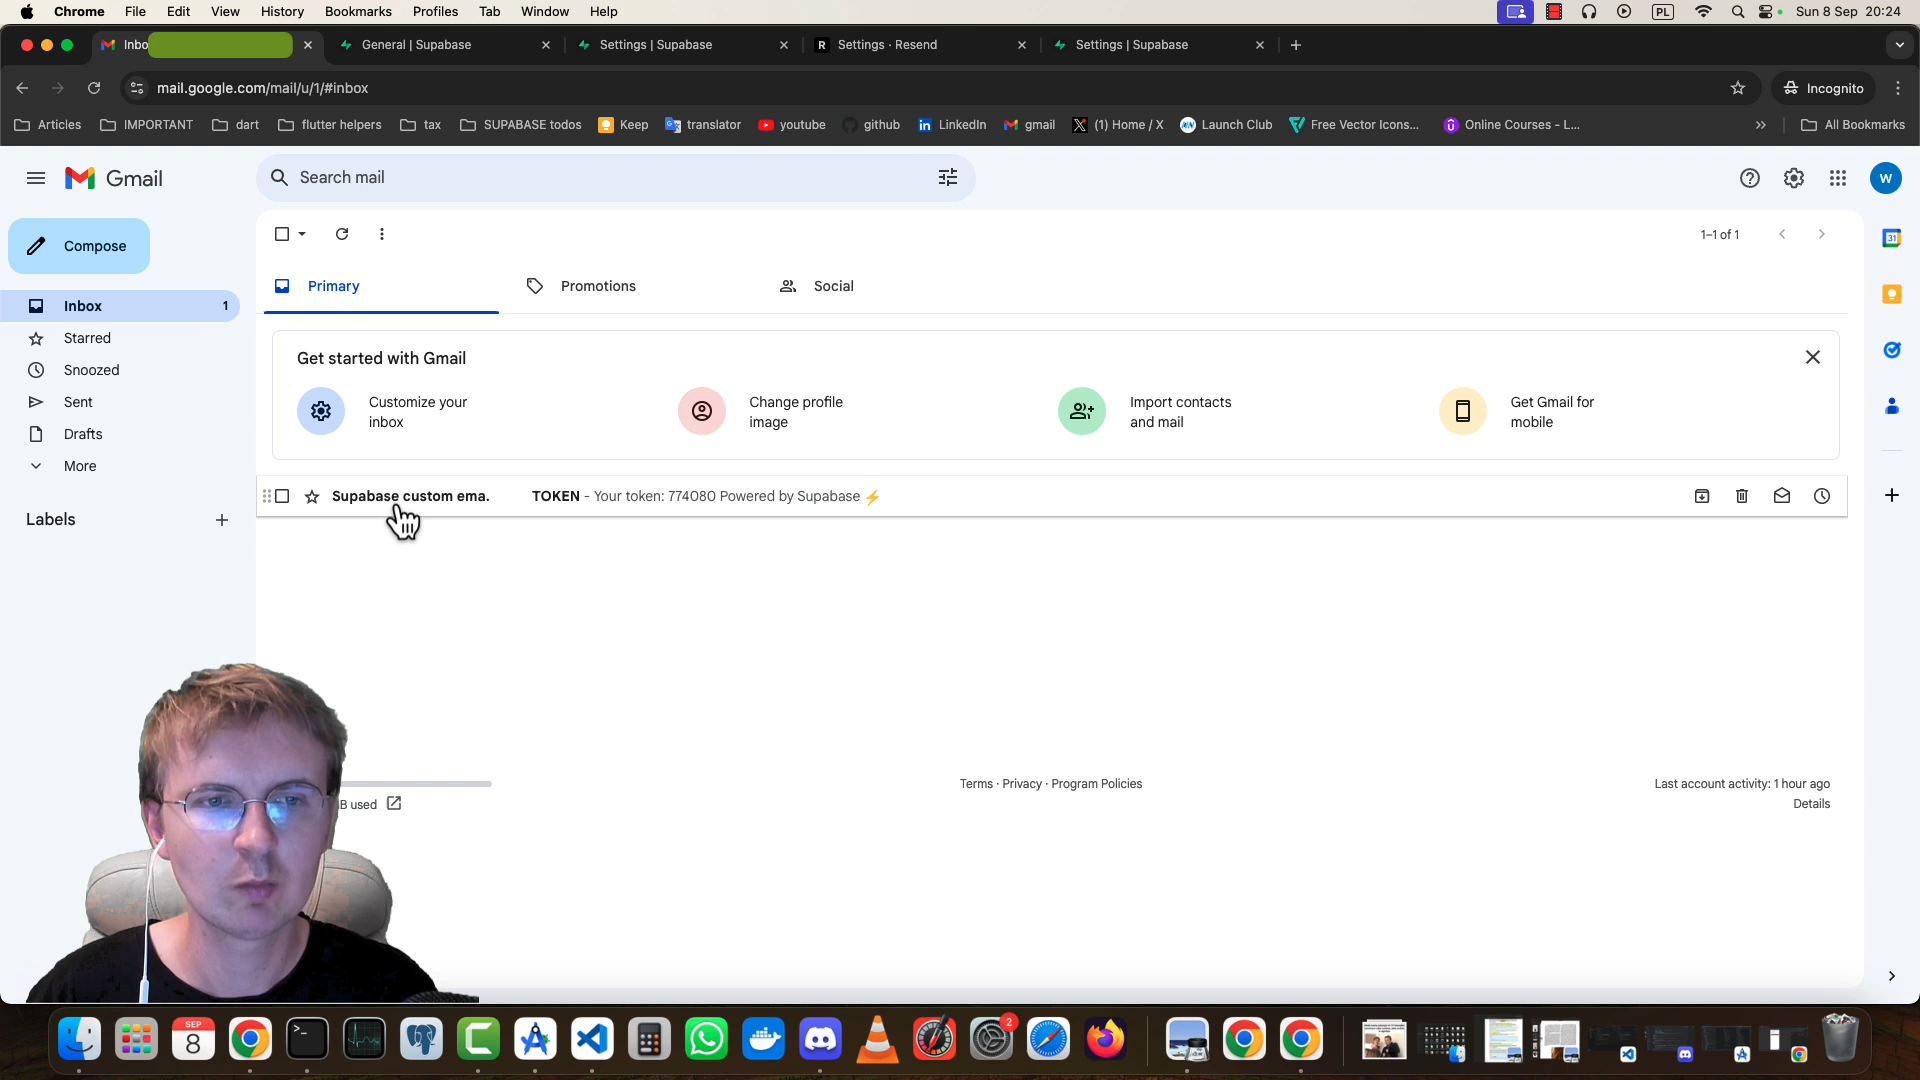 Chrome File Edit View History Bookmarks Profiles Tab Window Help PL Sun 8 Sep 20:24
Inbo General | Supabase Settings | Supabase Settings · Resend Settings | Supabase
mail.google.com/mail/u/1/#inbox Incognito
Articles IMPORTANT dart flutter helpers tax SUPABASE todos Keep translator youtube github LinkedIn gmail (1) Home / X Launch Club Free Vector Icons... Online Courses - L... All Bookmarks
Gmail Search mail W
Compose
1–1 of 1
Primary Promotions Social
Inbox 1
Starred
Snoozed
Sent
Drafts
More
Labels
Get started with Gmail
Customize your
inbox
Change profile
image
Import contacts
and mail
Get Gmail for
mobile
Supabase custom ema. TOKEN - Your token: 774080 Powered by Supabase ⚡
B used
Terms · Privacy · Program Policies
Last account activity: 1 hour ago
Details
31
SEP
8
2